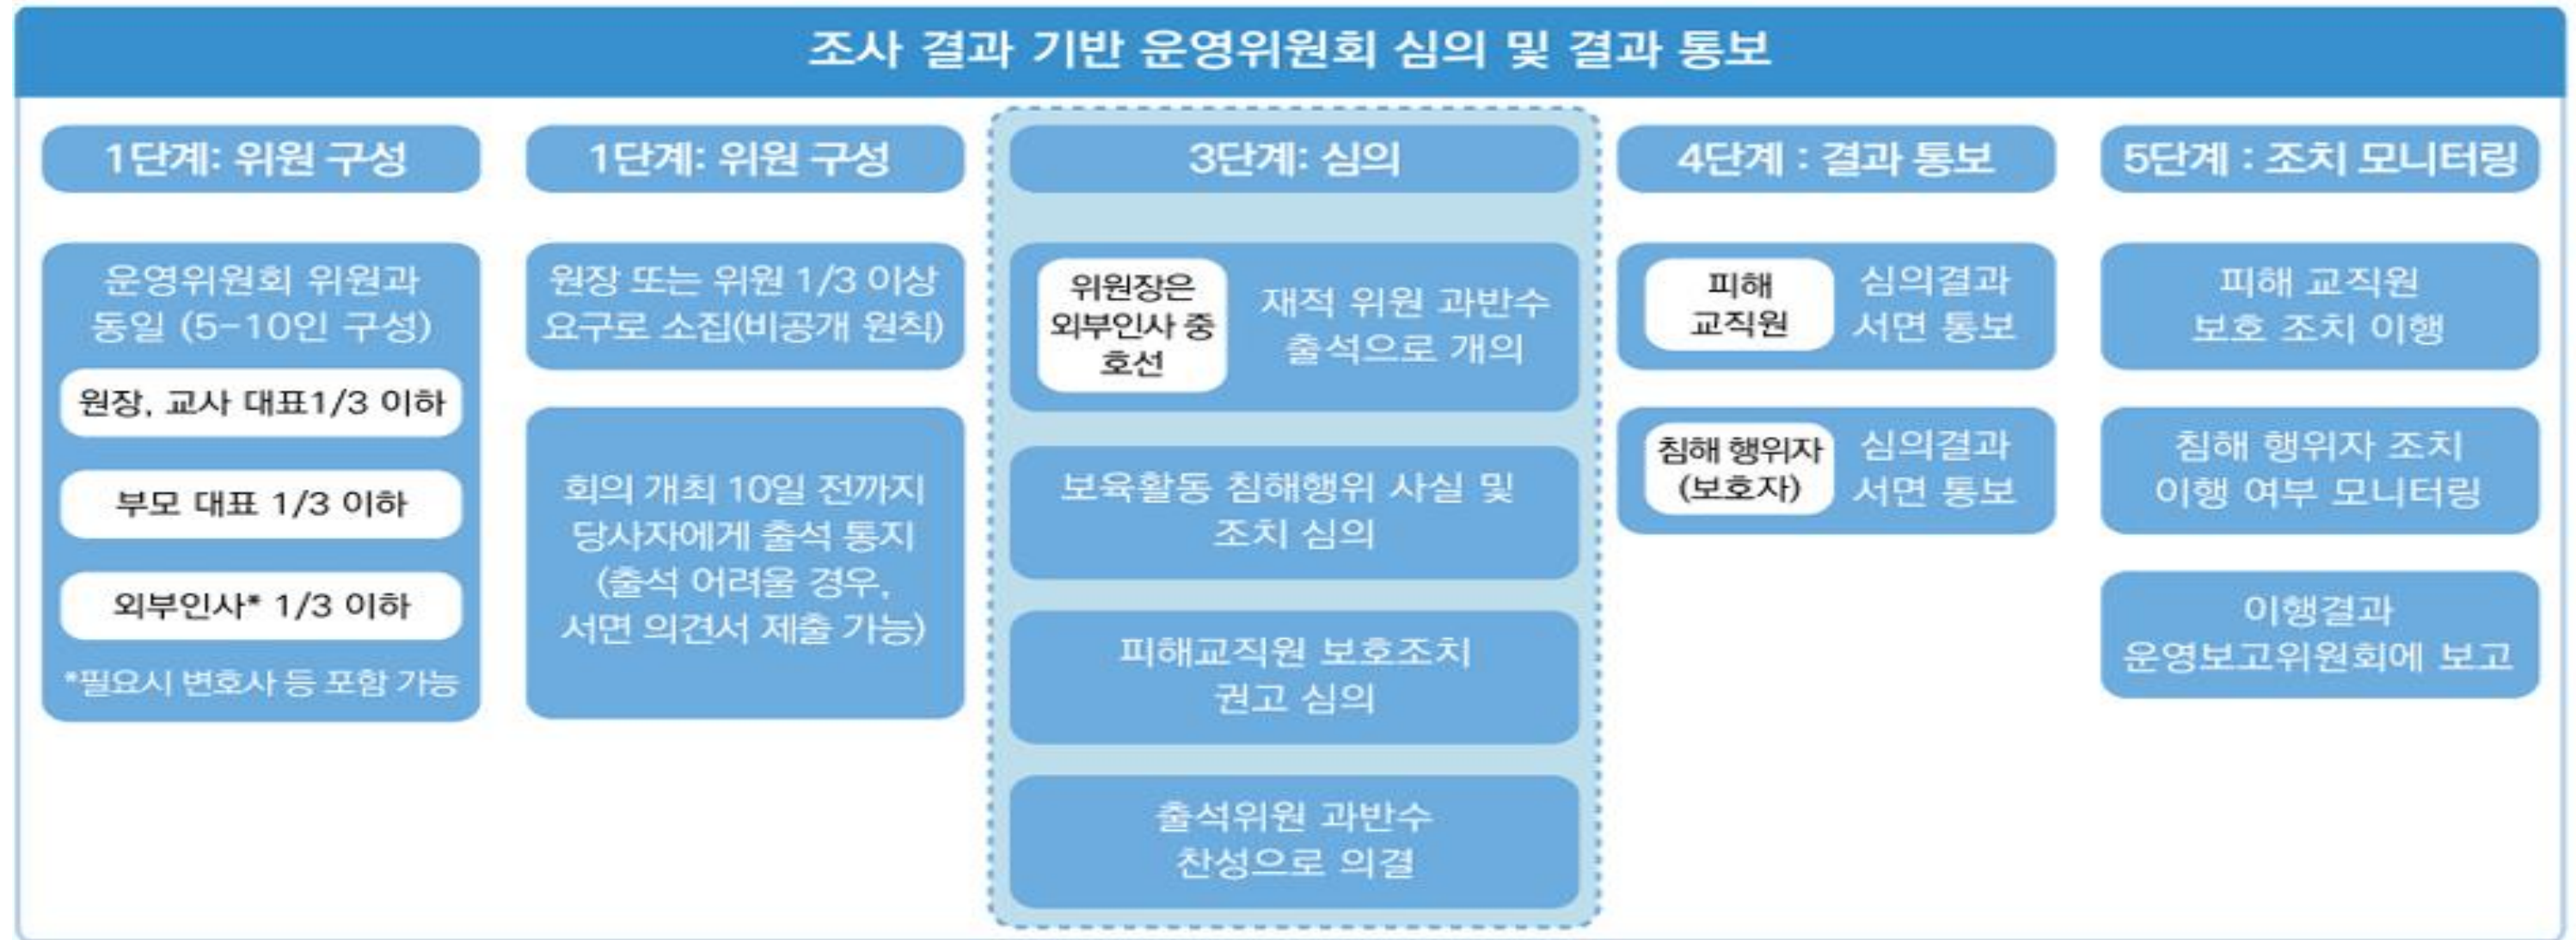 조사 결과 기반 운영위원회 심의 및 결과 통보
1단계: 위원 구성
운영위원회 위원과
동일 (5-10인 구성)
원장, 교사 대표1/3 이하
부모 대표 1/3 이하
외부인사* 1/3 이하
*필요시 변호사 등 포함 가능
1단계: 위원 구성
원장 또는 위원 1/3 이상
요구로 소집(비공개 원칙)
회의 개최 10일 전까지
당사자에게 출석 통지
(출석 어려울 경우,
서면 의견서 제출 가능)
3단계: 심의
위원장은
외부인사 중
호선
재적 위원 과반수
출석으로 개의
보육활동 침해행위 사실 및
조치 심의
피해교직원 보호조치
권고 심의
출석위원 과반수
찬성으로 의결
4단계 : 결과 통보
피해
교직원
심의결과
서면 통보
침해 행위자
(보호자)
심의결과
서면 통보
5단계 : 조치 모니터링
피해 교직원
보호 조치 이행
침해 행위자 조치
이행 여부 모니터링
이행결과
운영보고위원회에 보고